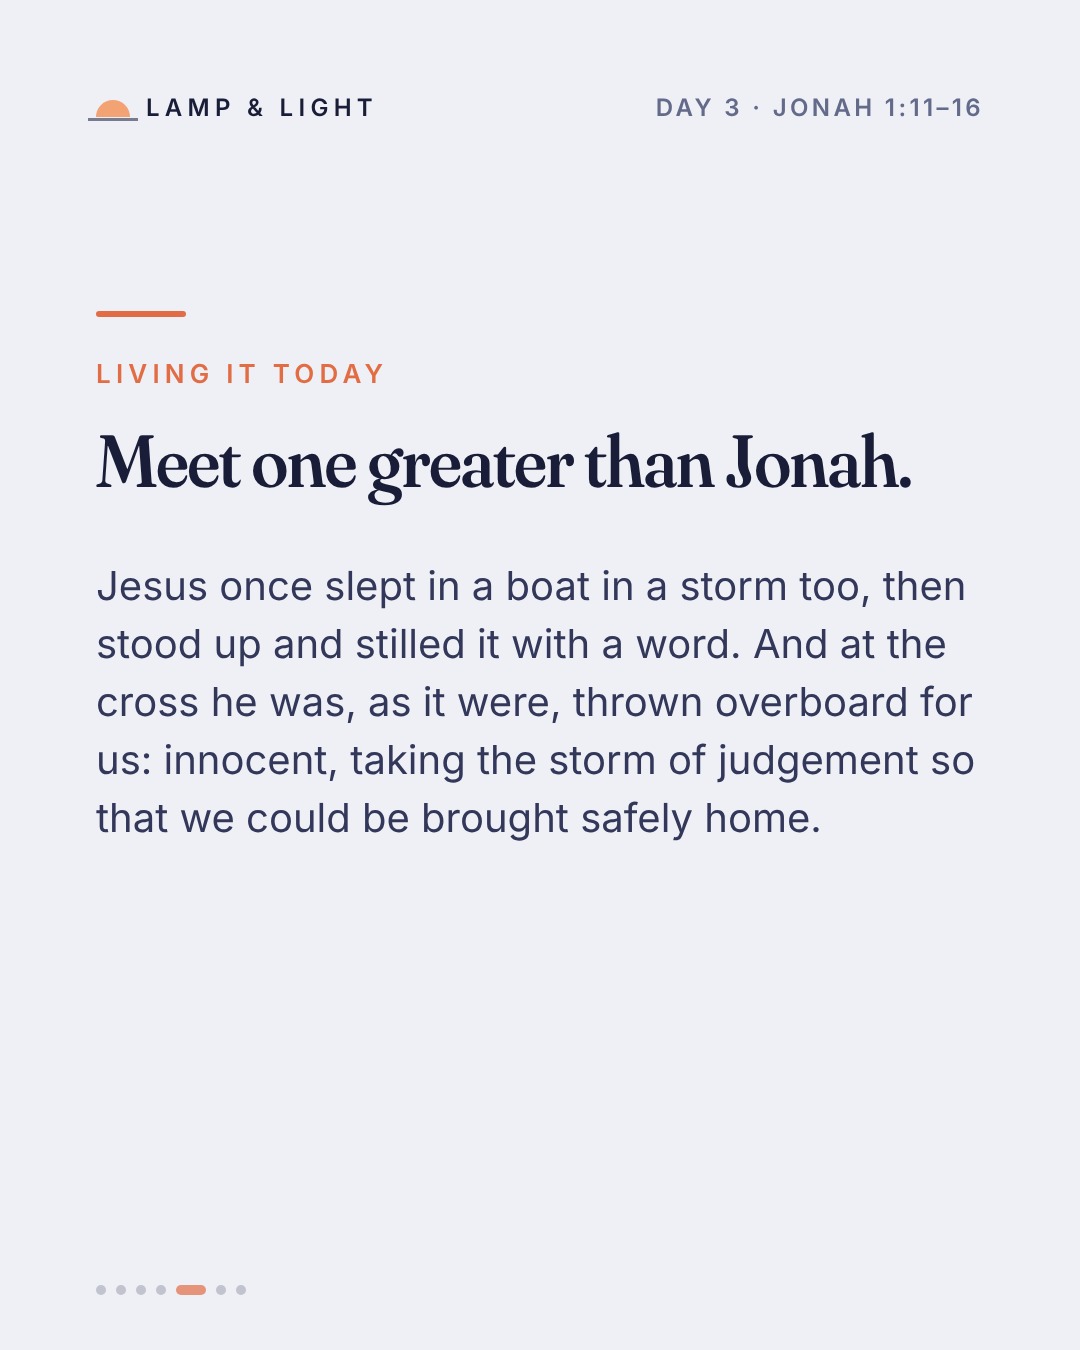 LAMP & LIGHT
DAY 3 · JONAH 1:11–16
LIVING IT TODAY
Meet one greater than Jonah.
Jesus once slept in a boat in a storm too, then
stood up and stilled it with a word. And at the
cross he was, as it were, thrown overboard for
us: innocent, taking the storm of judgement so
that we could be brought safely home.